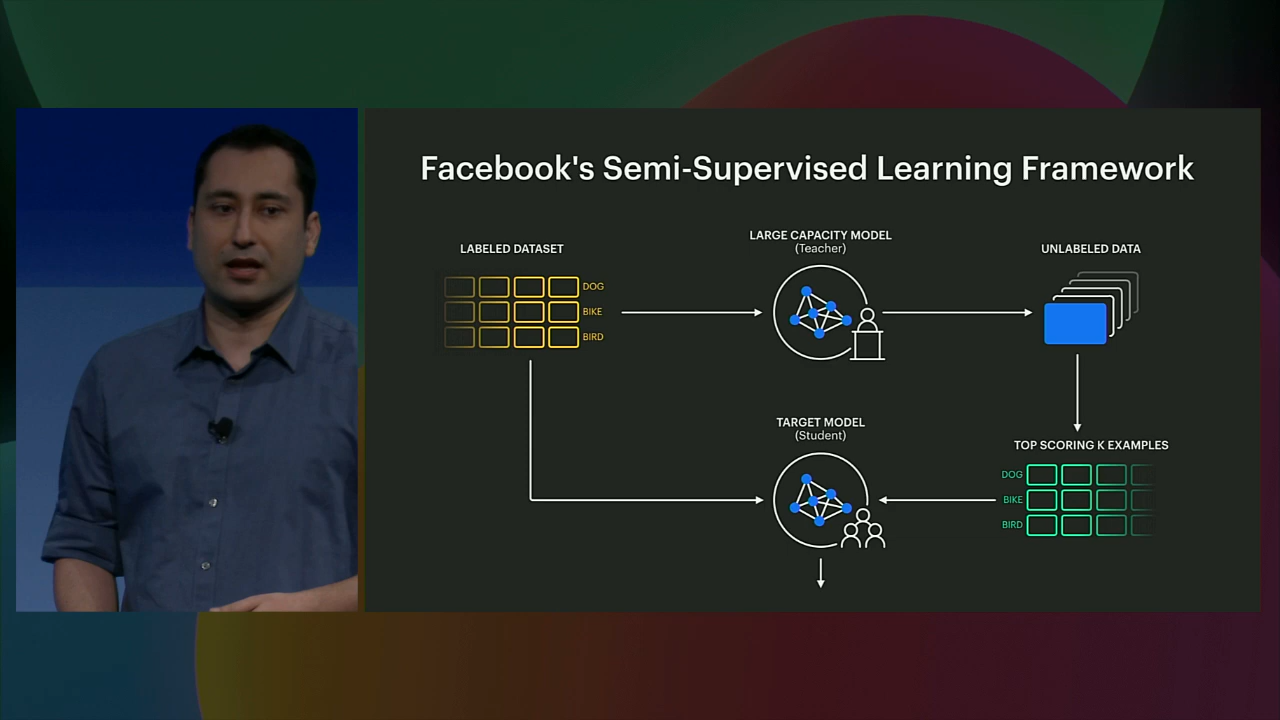 Facebook's Semi-Supervised Learning Framework
LABELED DATASET
DOG
BIKE
BIRD
LARGE CAPACITY MODEL
(Teacher)
UNLABELED DATA
TARGET MODEL
(Student)
TOP SCORING K EXAMPLES
DOG
BIKE
BIRD